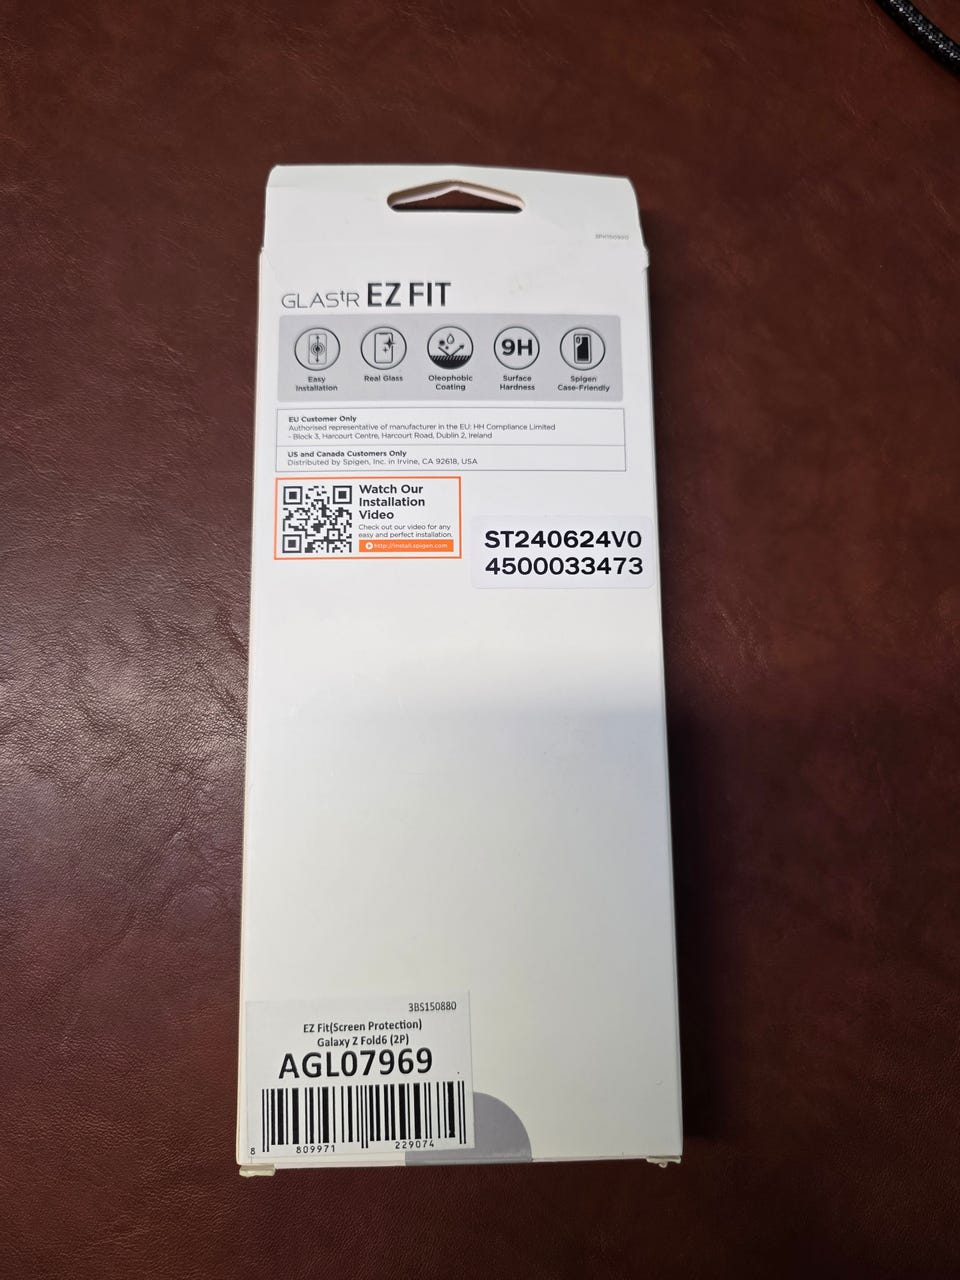 GLAStR EZ FIT
Easy
Installation
Real Glass
Oleophobic
Coating
9H
Surface
Hardness
Spigen
Case-Friendly
EU Customer Only
Authorised representative of manufacturer in the EU: HH Compliance Limited
- Block 3, Harcourt Centre, Harcourt Road, Dublin 2, Ireland
US and Canada Customers Only
Distributed by Spigen, Inc. in Irvine, CA 92618, USA
Watch Our
Installation
Video
Check out our video for any
easy and perfect installation.
http://install.spigen.com
ST240624V0
4500033473
3BS150880
EZ Fit(Screen Protection)
Galaxy Z Fold6 (2P)
AGL07969
8 809971 229074